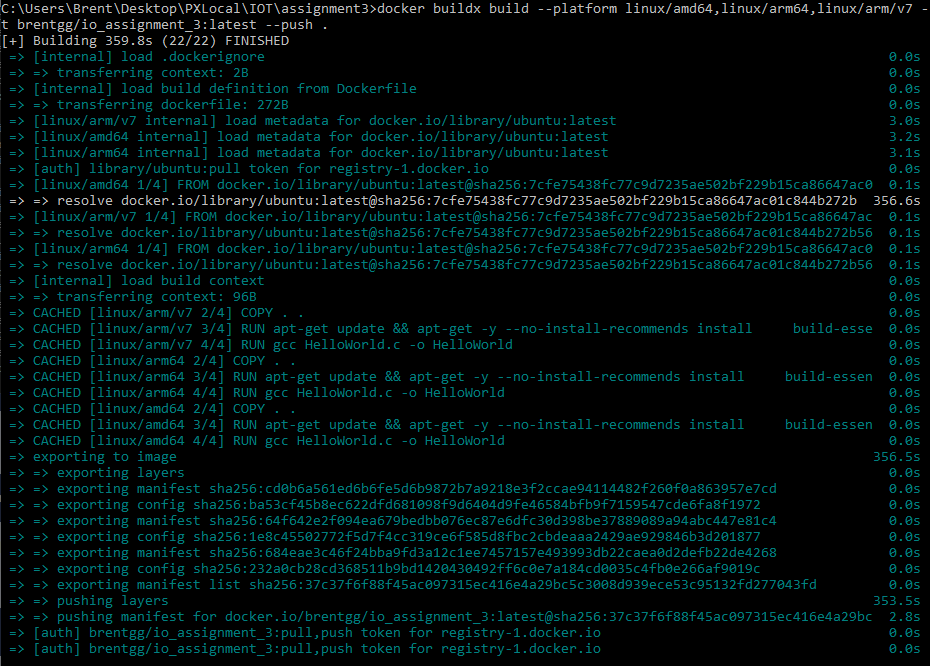 C:\Users\Brent\Desktop\PXLocal\IOT\assignment3>docker buildx build --platform linux/amd64,linux/arm64,linux/arm/v7 -
t brentgg/io_assignment_3:latest --push .
[+] Building 359.8s (22/22) FINISHED
=> [internal] load .dockerignore 0.0s
=> => transferring context: 2B 0.0s
=> [internal] load build definition from Dockerfile 0.0s
=> => transferring dockerfile: 272B 0.0s
=> [linux/arm/v7 internal] load metadata for docker.io/library/ubuntu:latest 3.0s
=> [linux/amd64 internal] load metadata for docker.io/library/ubuntu:latest 3.2s
=> [linux/arm64 internal] load metadata for docker.io/library/ubuntu:latest 3.1s
=> [auth] library/ubuntu:pull token for registry-1.docker.io 0.0s
=> [linux/amd64 1/4] FROM docker.io/library/ubuntu:latest@sha256:7cfe75438fc77c9d7235ae502bf229b15ca86647ac0 0.1s
=> => resolve docker.io/library/ubuntu:latest@sha256:7cfe75438fc77c9d7235ae502bf229b15ca86647ac01c844b272b 356.6s
=> [linux/arm/v7 1/4] FROM docker.io/library/ubuntu:latest@sha256:7cfe75438fc77c9d7235ae502bf229b15ca86647ac 0.1s
=> => resolve docker.io/library/ubuntu:latest@sha256:7cfe75438fc77c9d7235ae502bf229b15ca86647ac01c844b272b56 0.1s
=> [linux/arm64 1/4] FROM docker.io/library/ubuntu:latest@sha256:7cfe75438fc77c9d7235ae502bf229b15ca86647ac0 0.1s
=> => resolve docker.io/library/ubuntu:latest@sha256:7cfe75438fc77c9d7235ae502bf229b15ca86647ac01c844b272b56 0.1s
=> [internal] load build context 0.0s
=> => transferring context: 96B 0.0s
=> CACHED [linux/arm/v7 2/4] COPY . . 0.0s
=> CACHED [linux/arm/v7 3/4] RUN apt-get update && apt-get -y --no-install-recommends install build-esse 0.0s
=> CACHED [linux/arm/v7 4/4] RUN gcc HelloWorld.c -o HelloWorld 0.0s
=> CACHED [linux/arm64 2/4] COPY . . 0.0s
=> CACHED [linux/arm64 3/4] RUN apt-get update && apt-get -y --no-install-recommends install build-essen 0.0s
=> CACHED [linux/arm64 4/4] RUN gcc HelloWorld.c -o HelloWorld 0.0s
=> CACHED [linux/amd64 2/4] COPY . . 0.0s
=> CACHED [linux/amd64 3/4] RUN apt-get update && apt-get -y --no-install-recommends install build-essen 0.0s
=> CACHED [linux/amd64 4/4] RUN gcc HelloWorld.c -o HelloWorld 0.0s
=> exporting to image 356.5s
=> => exporting layers 0.0s
=> => exporting manifest sha256:cd0b6a561ed6b6fe5d6b9872b7a9218e3f2ccae94114482f260f0a863957e7cd 0.0s
=> => exporting config sha256:ba53cf45b8ec622dfd681098f9d6404d9fe46584bfb9f7159547cde6fa8f1972 0.0s
=> => exporting manifest sha256:64f642e2f094ea679bedbb076ec87e6dfc30d398be37889089a94abc447e81c4 0.0s
=> => exporting config sha256:1e8c45502772f5d7f4cc319ce6f585d8fbc2cbdeaaa2429ae929846b3d201877 0.0s
=> => exporting manifest sha256:684eae3c46f24bba9fd3a12c1ee7457157e493993db22caea0d2defb22de4268 0.0s
=> => exporting config sha256:232a0cb28cd368511b9bd1420430492ff6c0e7a184cd0035c4fb0e266af9019c 0.0s
=> => exporting manifest list sha256:37c37f6f88f45ac097315ec416e4a29bc5c3008d939ece53c95132fd277043fd 0.0s
=> => pushing layers 353.5s
=> => pushing manifest for docker.io/brentgg/io_assignment_3:latest@sha256:37c37f6f88f45ac097315ec416e4a29bc 2.8s
=> [auth] brentgg/io_assignment_3:pull,push token for registry-1.docker.io 0.0s
=> [auth] brentgg/io_assignment_3:pull,push token for registry-1.docker.io 0.0s